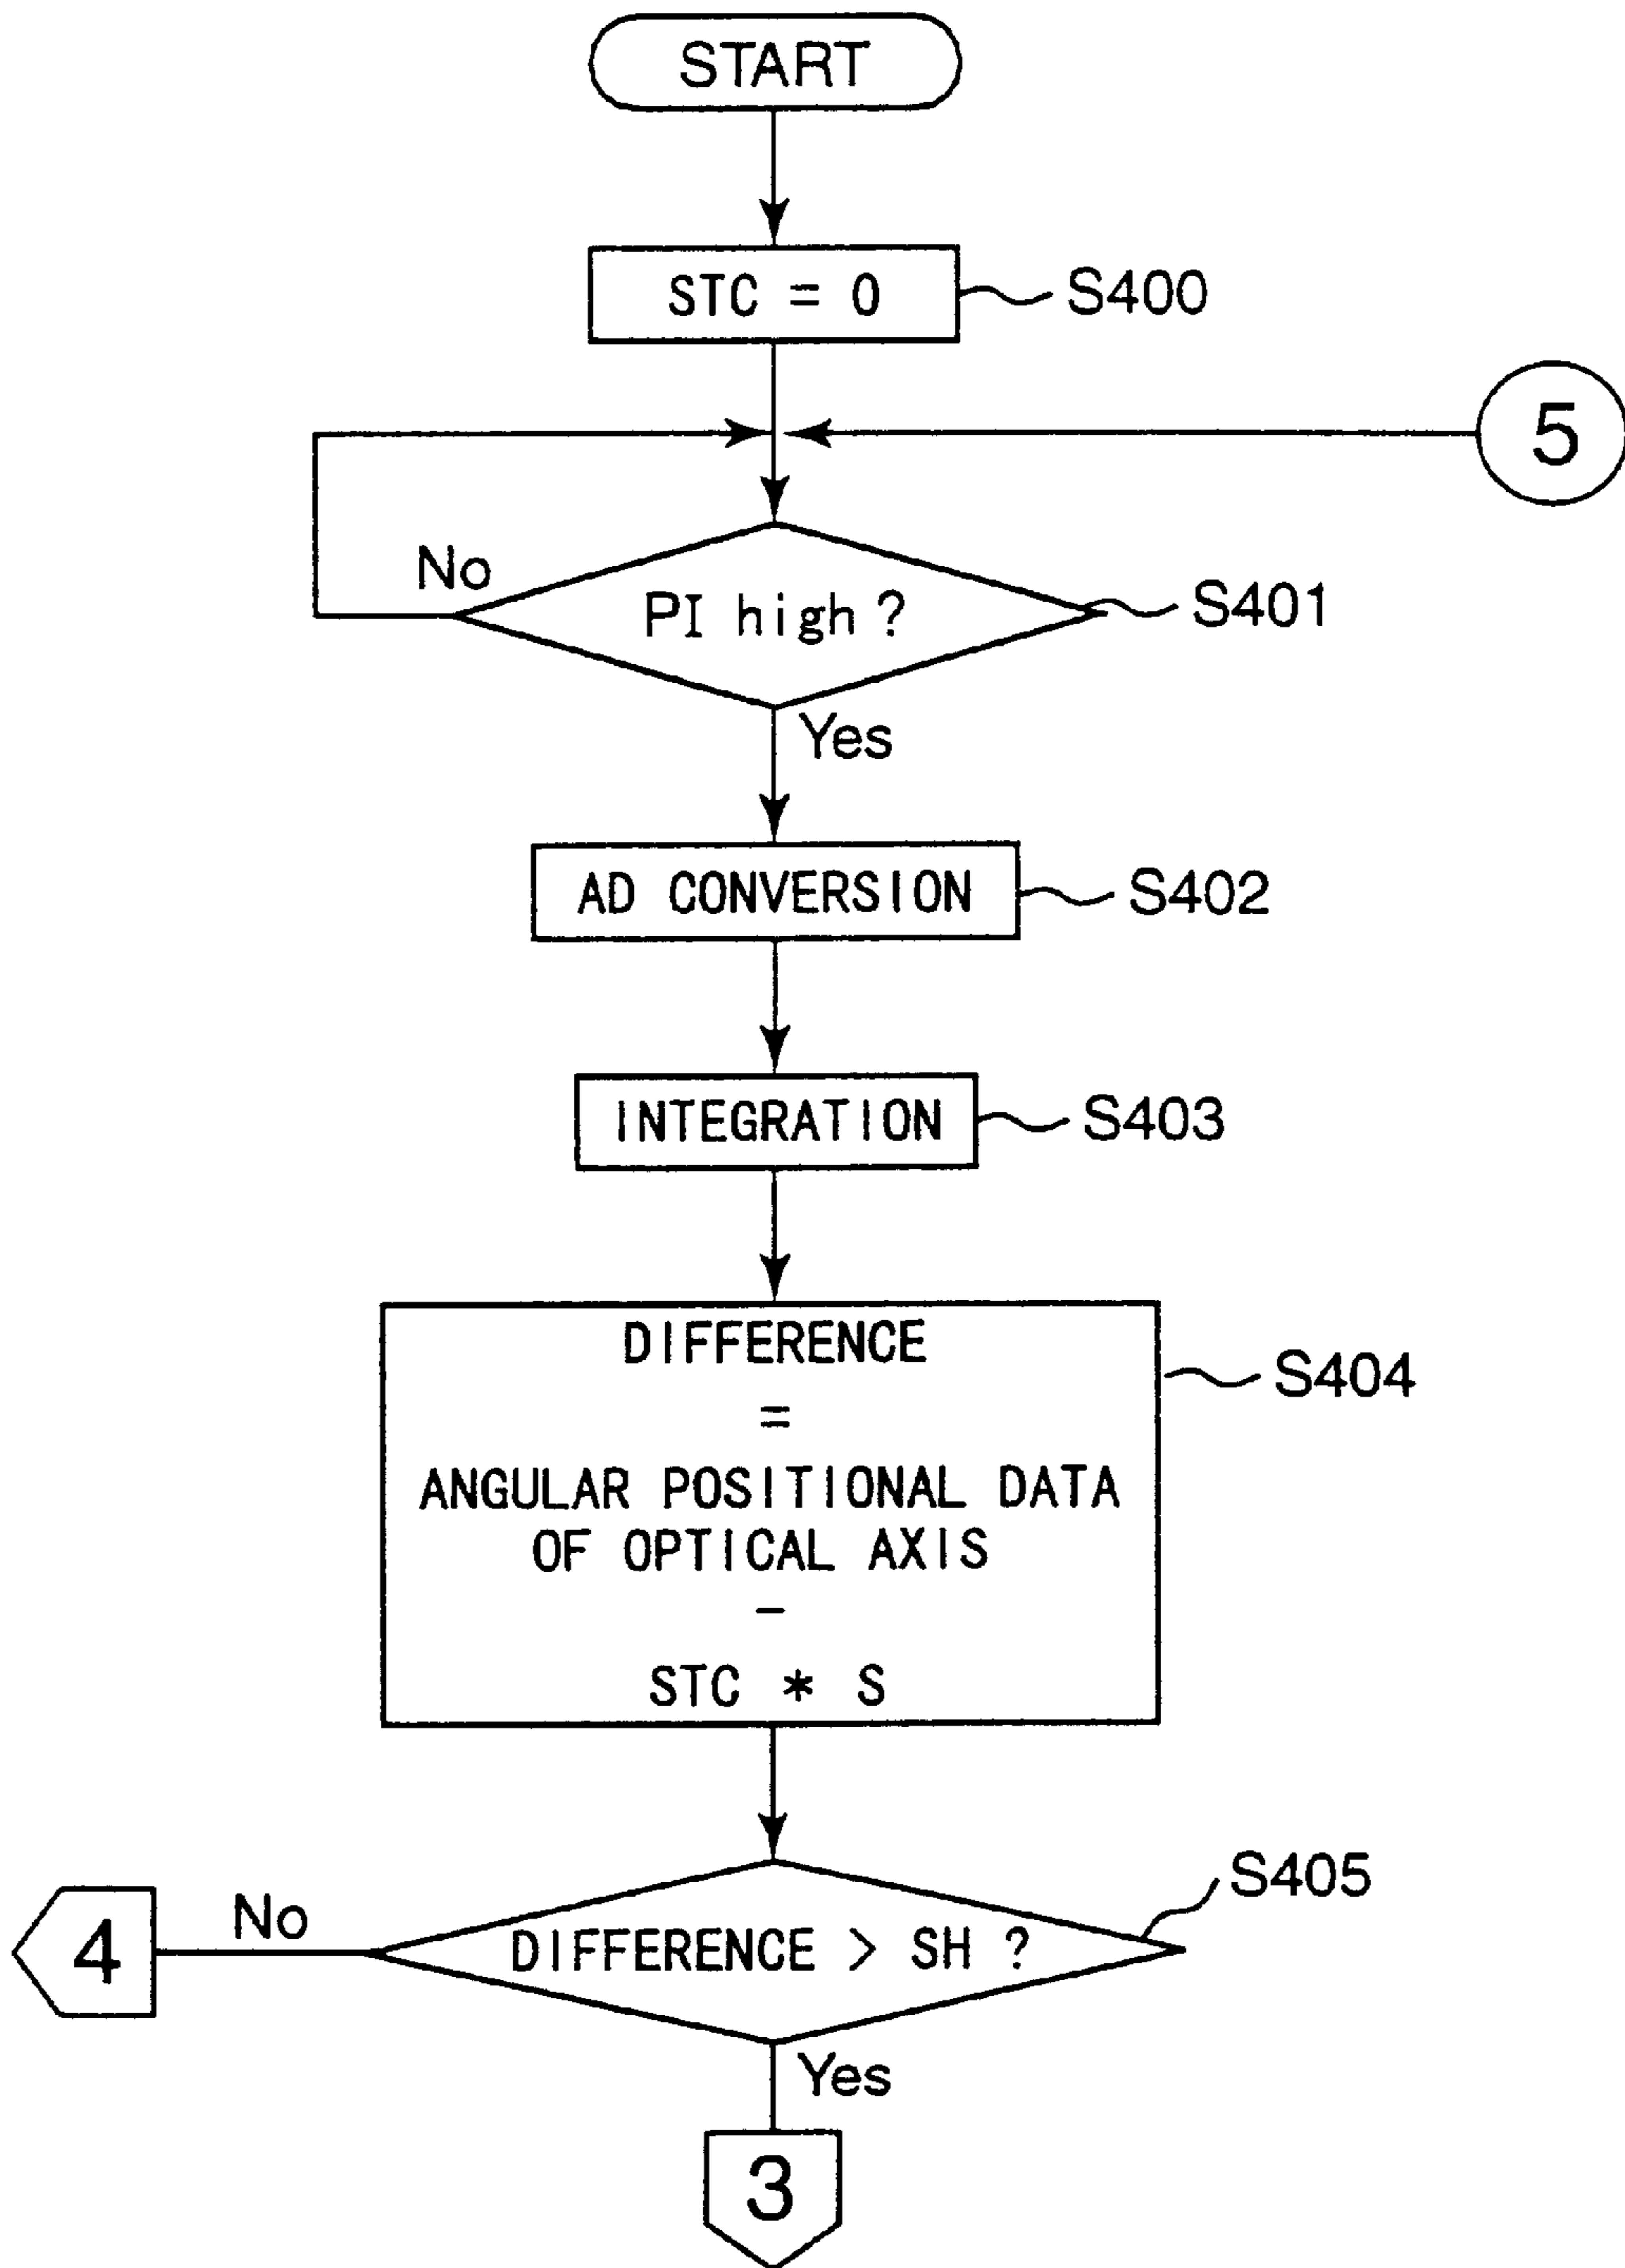 START
STC = 0
S400
5
No
PI high ?
S401
Yes
AD CONVERSION
S402
INTEGRATION
S403
DIFFERENCE
=
ANGULAR POSITIONAL DATA
OF OPTICAL AXIS
-
STC * S
S404
S405
4
No
DIFFERENCE > SH ?
Yes
3